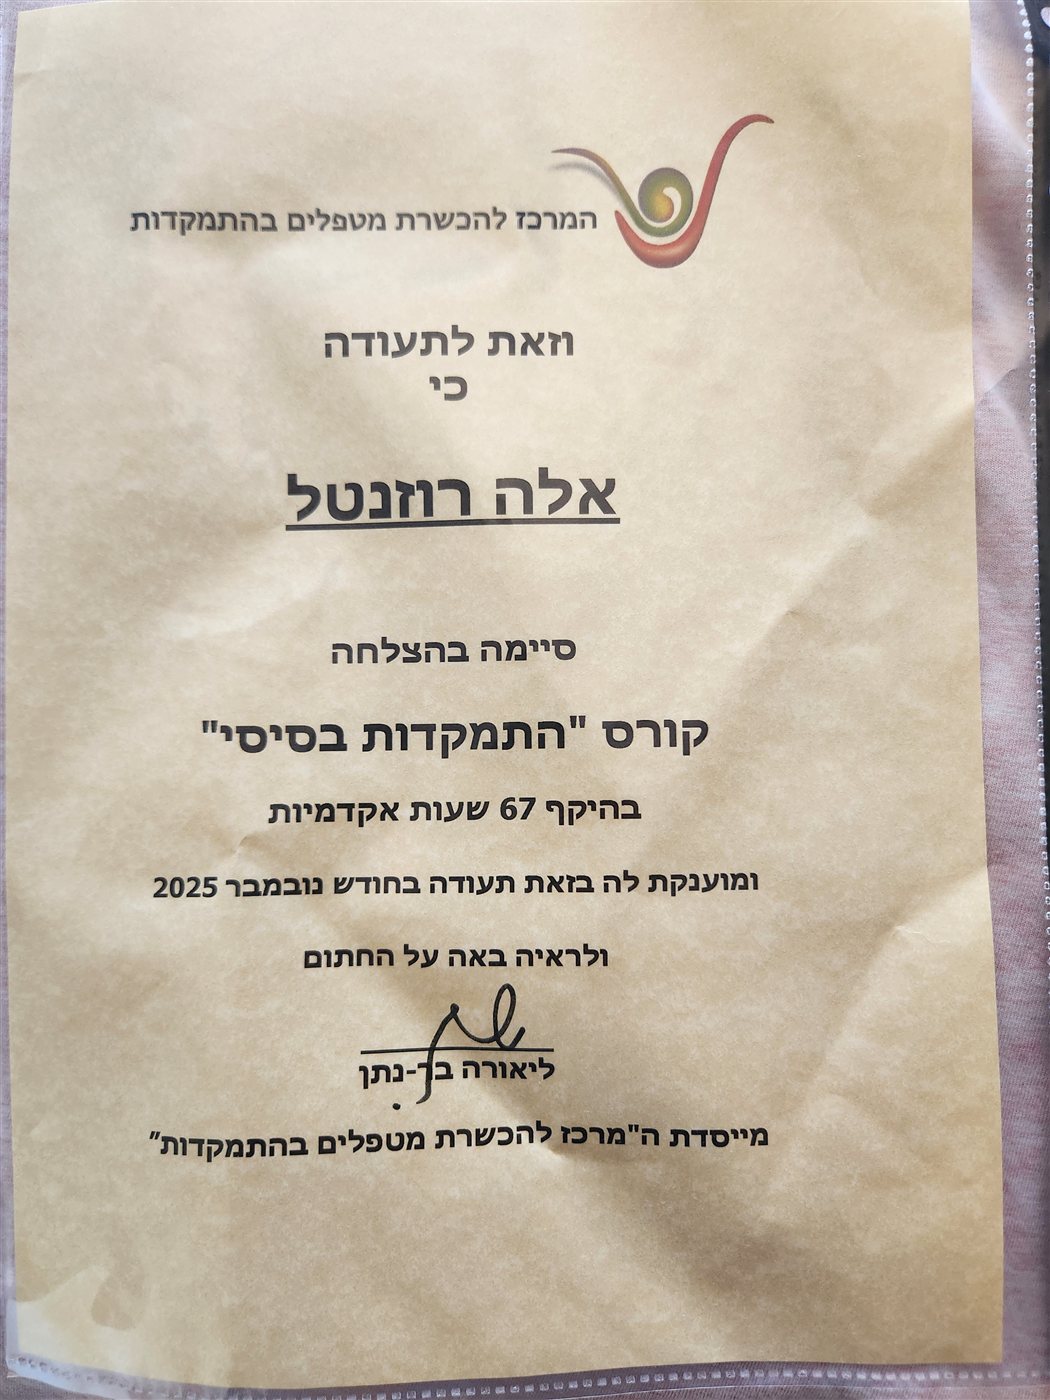 המרכז להכשרת מטפלים בהתמקדות
וזאת לתעודה
כי
אלה רוזנטל
סיימה בהצלחה
קורס "התמקדות בסיסי"
בהיקף 67 שעות אקדמיות
ומוענקת לה בזאת תעודה בחודש נובמבר 2025
ולראיה באה על החתום
ליאורה בר-נתן
מייסדת ה"מרכז להכשרת מטפלים בהתמקדות"